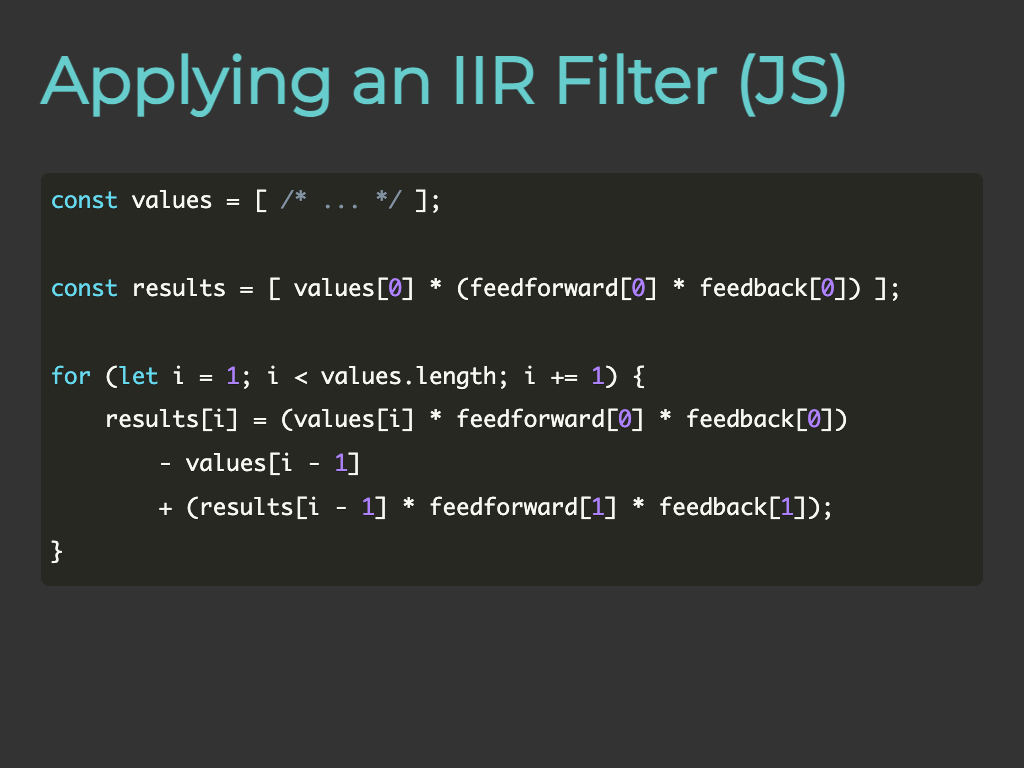 Applying an IIR Filter (JS)
const values = [ /* ... */ ];
const results = [ values[0] * (feedforward[0] * feedback[0]) ];
for (let i = 1; i < values.length; i += 1) {
    results[i] = (values[i] * feedforward[0] * feedback[0])
        - values[i - 1]
        + (results[i - 1] * feedforward[1] * feedback[1]);
}